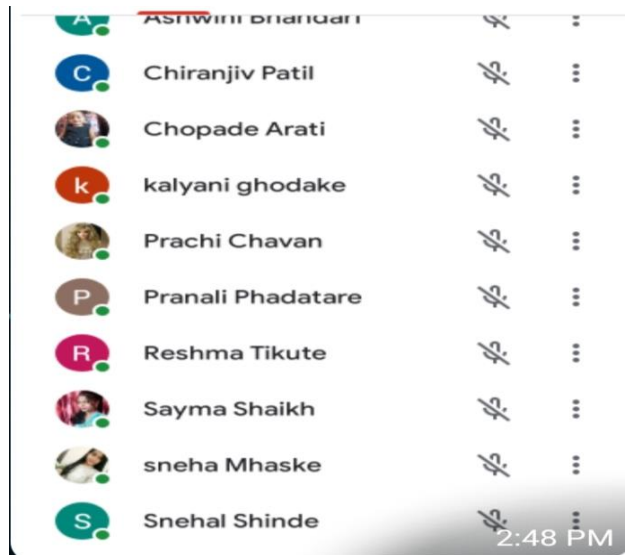 A Ashwini Bhandari
C Chiranjiv Patil
Chopade Arati
k kalyani ghodake
Prachi Chavan
P Pranali Phadatare
R Reshma Tikute
Sayma Shaikh
sneha Mhaske
S Snehal Shinde
2:48 PM